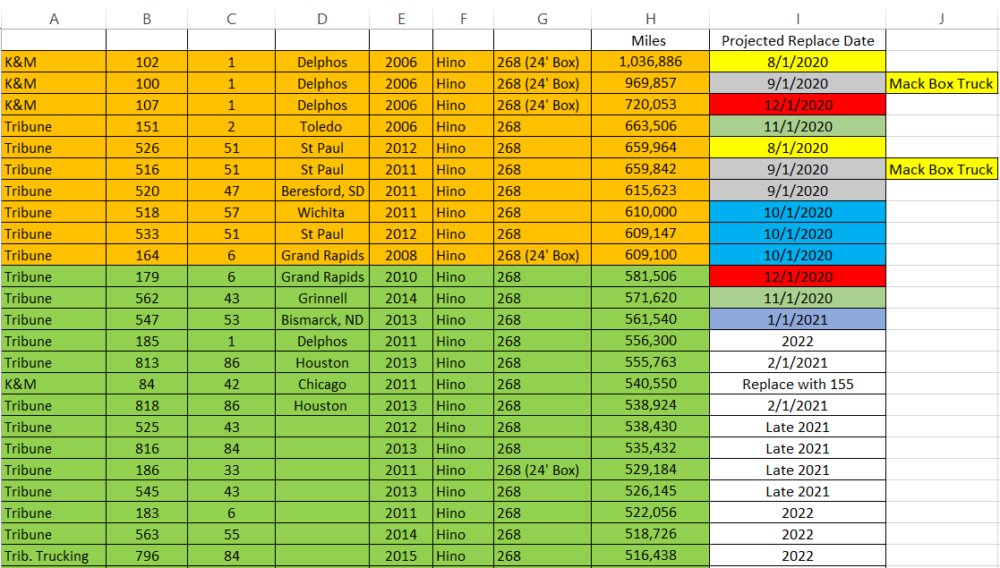 A B C D E F G H I J
Miles Projected Replace Date
K&M 102 1 Delphos 2006 Hino 268 (24' Box) 1,036,886 8/1/2020
K&M 100 1 Delphos 2006 Hino 268 (24' Box) 969,857 9/1/2020 Mack Box Truck
K&M 107 1 Delphos 2006 Hino 268 (24' Box) 720,053 12/1/2020
Tribune 151 2 Toledo 2006 Hino 268 663,506 11/1/2020
Tribune 526 51 St Paul 2012 Hino 268 659,964 8/1/2020
Tribune 516 51 St Paul 2011 Hino 268 659,842 9/1/2020 Mack Box Truck
Tribune 520 47 Beresford, SD 2011 Hino 268 615,623 9/1/2020
Tribune 518 57 Wichita 2011 Hino 268 610,000 10/1/2020
Tribune 533 51 St Paul 2012 Hino 268 609,147 10/1/2020
Tribune 164 6 Grand Rapids 2008 Hino 268 (24' Box) 609,100 10/1/2020
Tribune 179 6 Grand Rapids 2010 Hino 268 581,506 12/1/2020
Tribune 562 43 Grinnell 2014 Hino 268 571,620 11/1/2020
Tribune 547 53 Bismarck, ND 2013 Hino 268 561,540 1/1/2021
Tribune 185 1 Delphos 2011 Hino 268 556,300 2022
Tribune 813 86 Houston 2013 Hino 268 555,763 2/1/2021
K&M 84 42 Chicago 2011 Hino 268 540,550 Replace with 155
Tribune 818 86 Houston 2013 Hino 268 538,924 2/1/2021
Tribune 525 43 2012 Hino 268 538,430 Late 2021
Tribune 816 84 2013 Hino 268 535,432 Late 2021
Tribune 186 33 2011 Hino 268 (24' Box) 529,184 Late 2021
Tribune 545 43 2013 Hino 268 526,145 Late 2021
Tribune 183 6 2011 Hino 268 522,056 2022
Tribune 563 55 2014 Hino 268 518,726 2022
Trib. Trucking 796 84 2015 Hino 268 516,438 2022